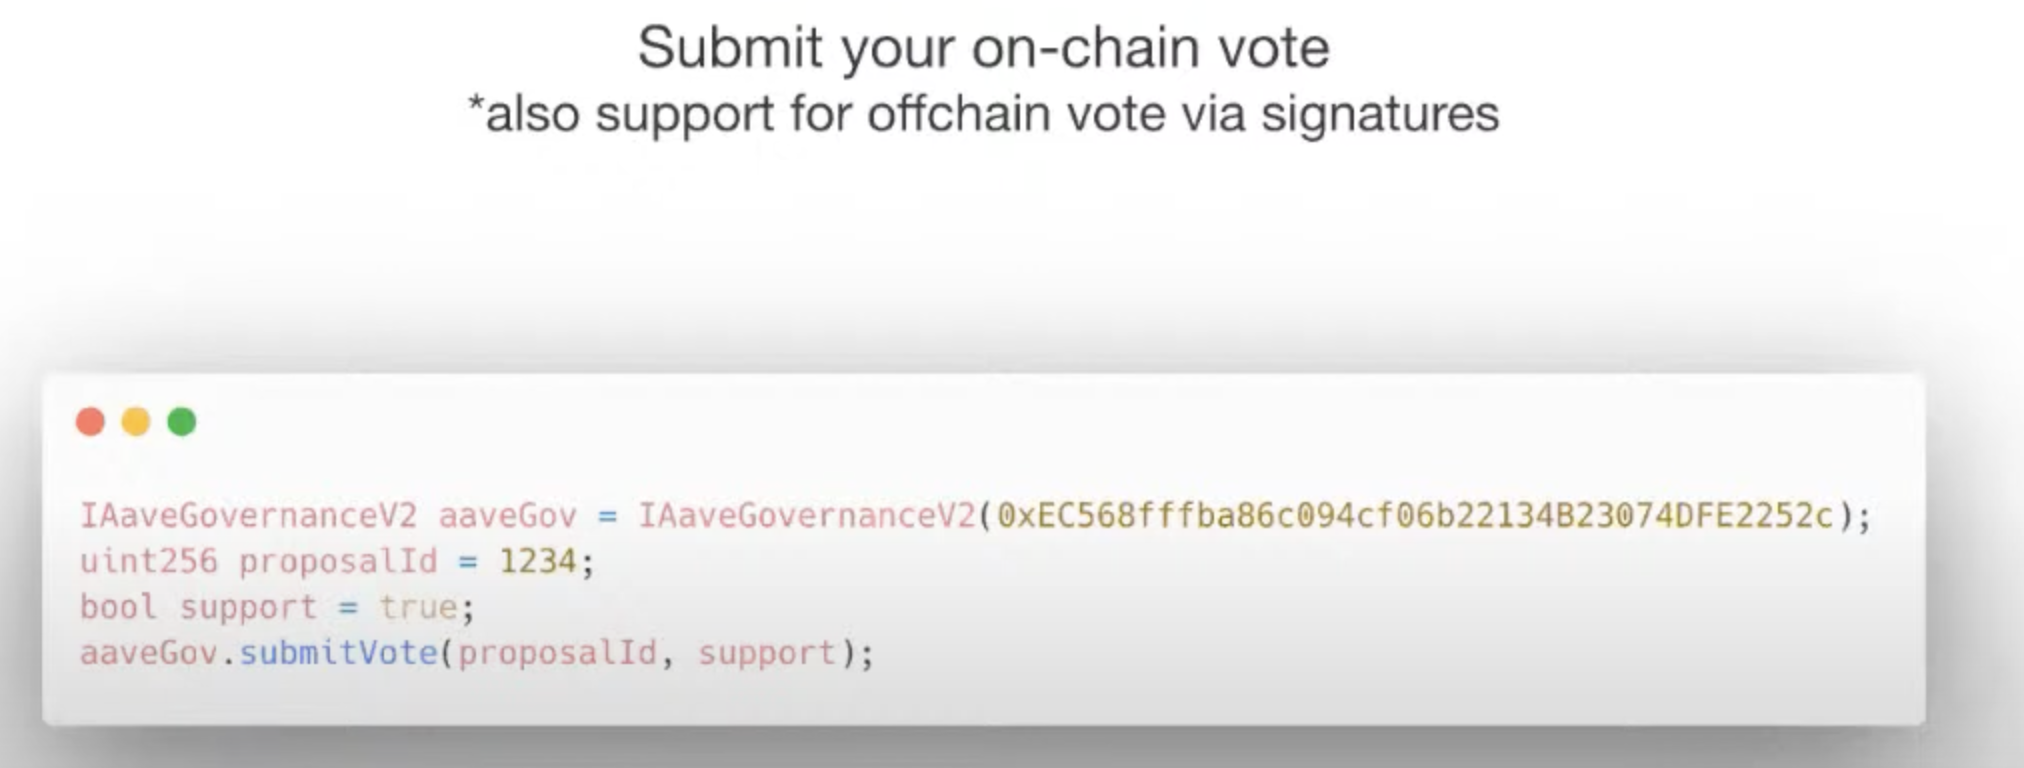 Submit your on-chain vote
*also support for offchain vote via signatures
IAaveGovernanceV2 aaveGov = IAaveGovernanceV2(0xEC568fffba86c094cf06b22134B23074DFE2252c);
uint256 proposalId = 1234;
bool support = true;
aaveGov.submitVote(proposalId, support);